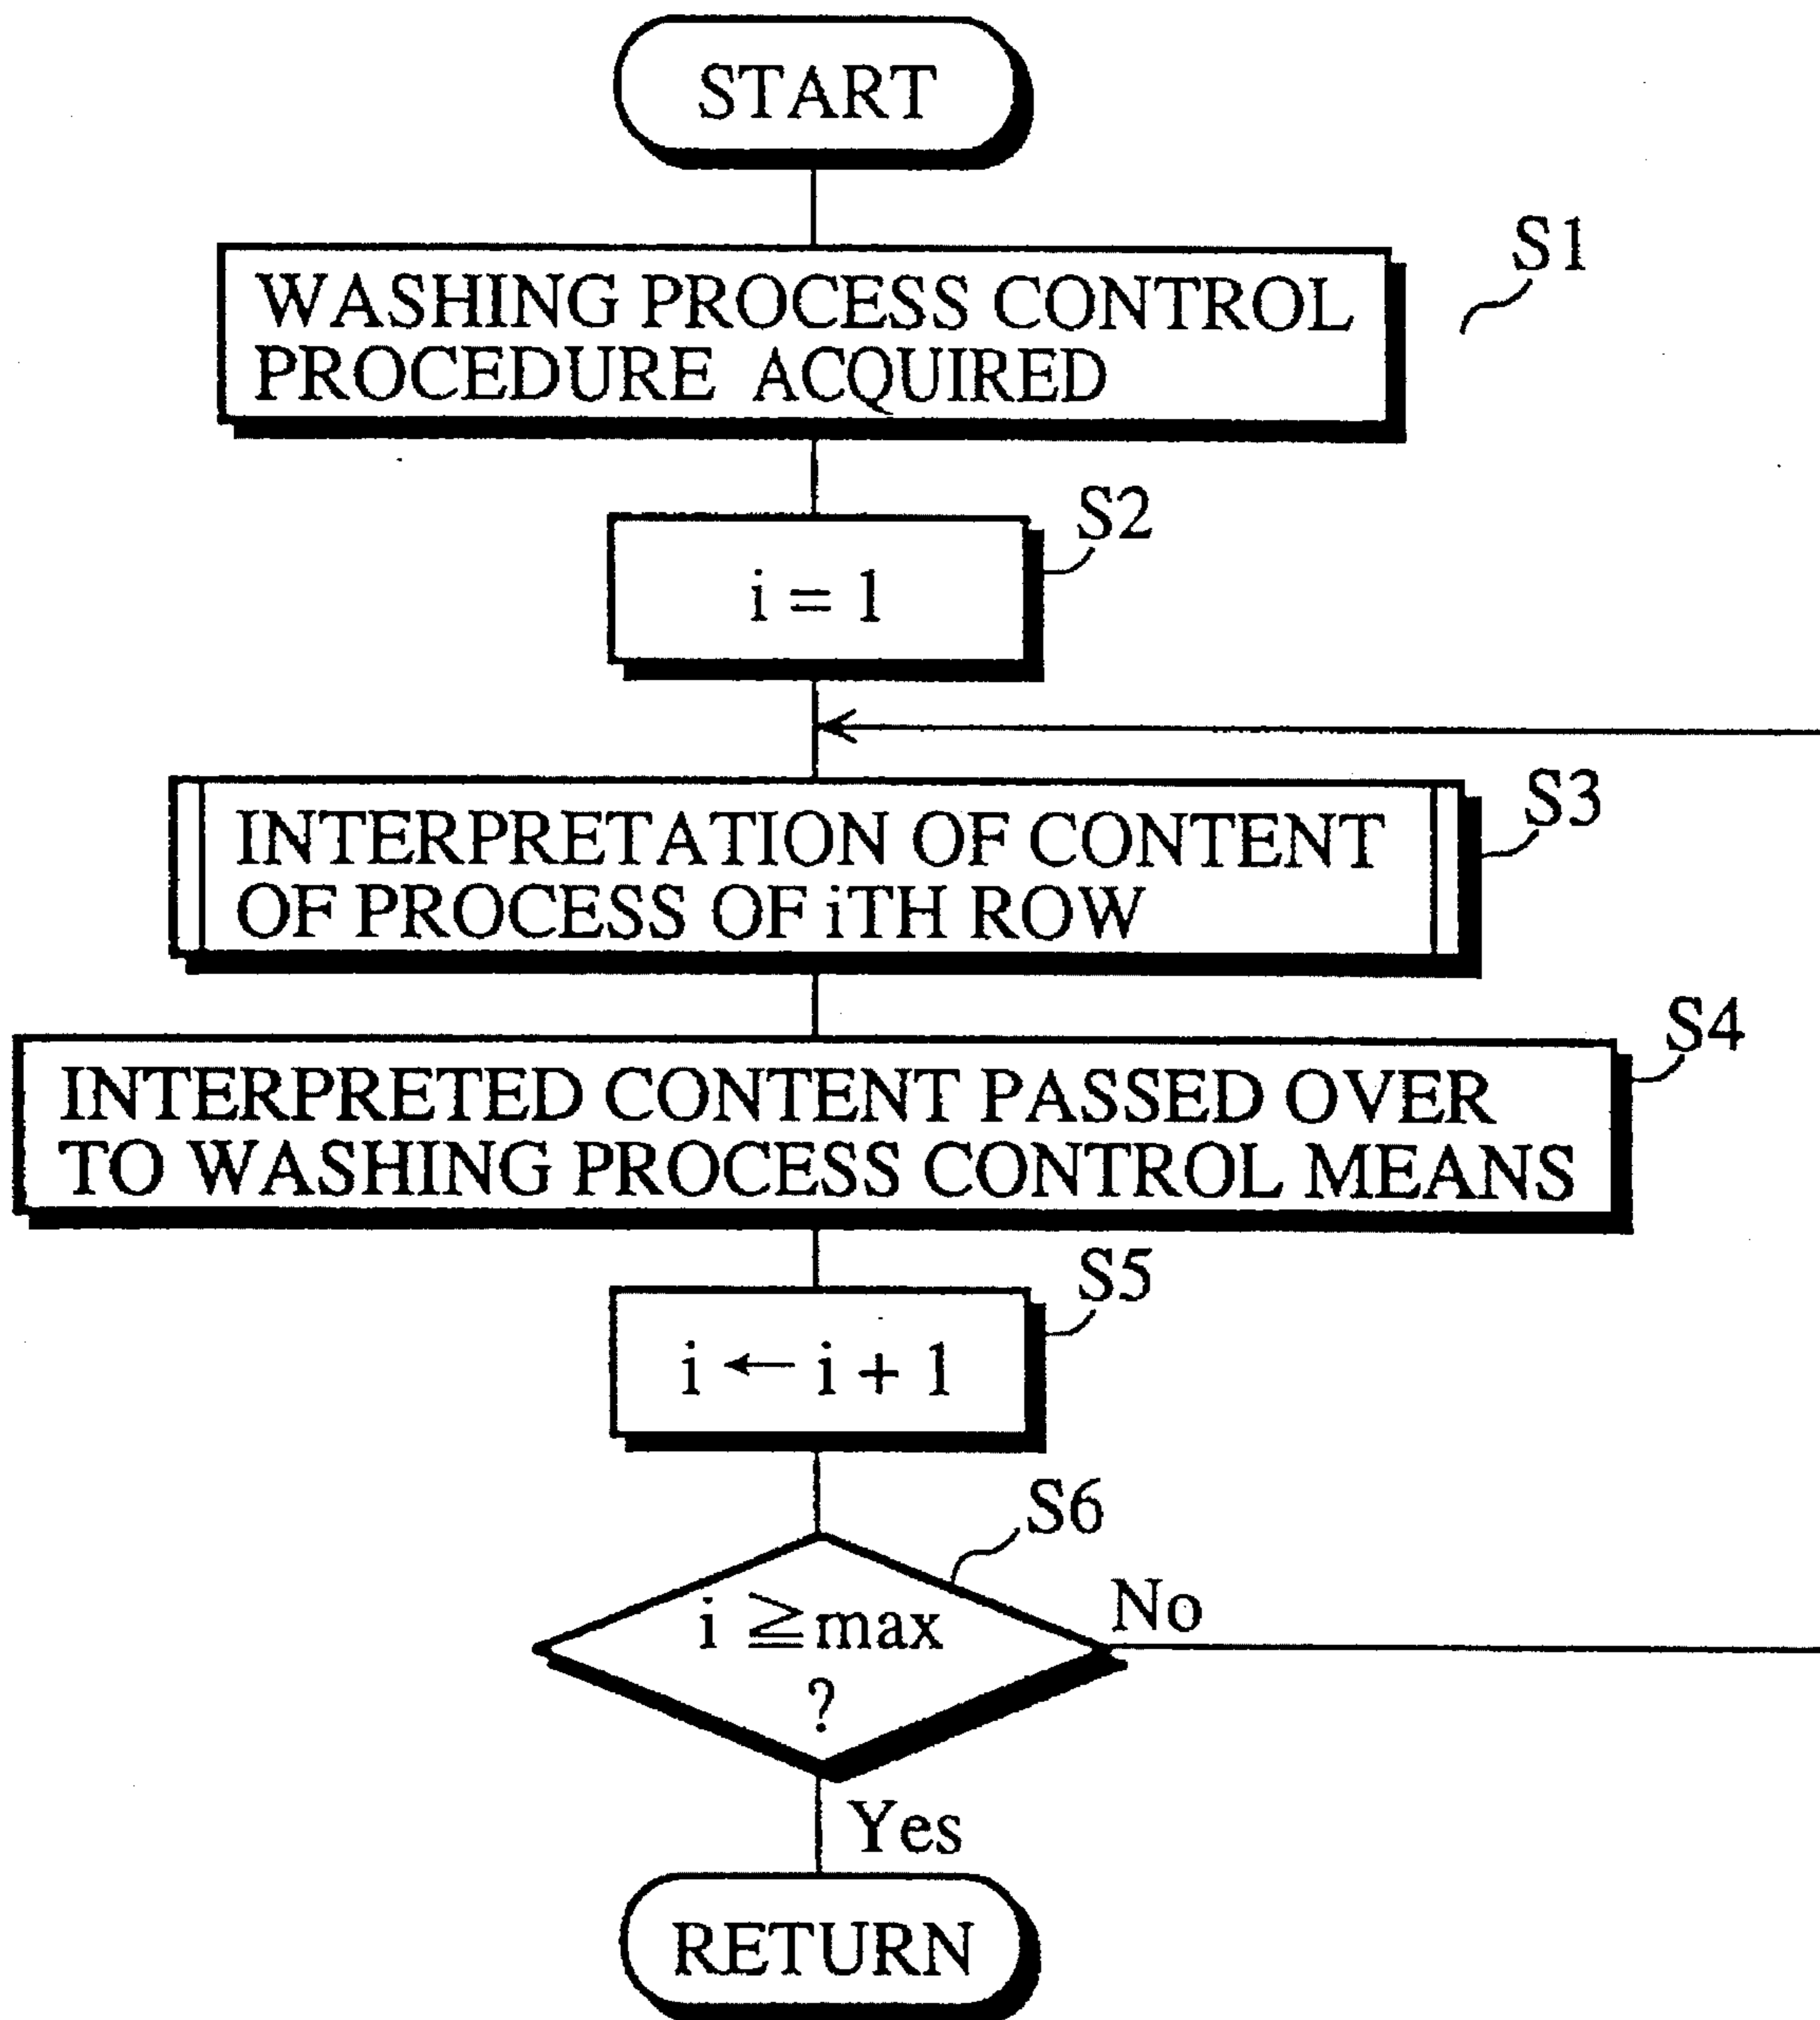 START
S1
WASHING PROCESS CONTROL
PROCEDURE ACQUIRED
S2
i = 1
S3
INTERPRETATION OF CONTENT
OF PROCESS OF iTH ROW
S4
INTERPRETED CONTENT PASSED OVER
TO WASHING PROCESS CONTROL MEANS
S5
i ← i + 1
S6
i ≧ max
?
No
Yes
RETURN